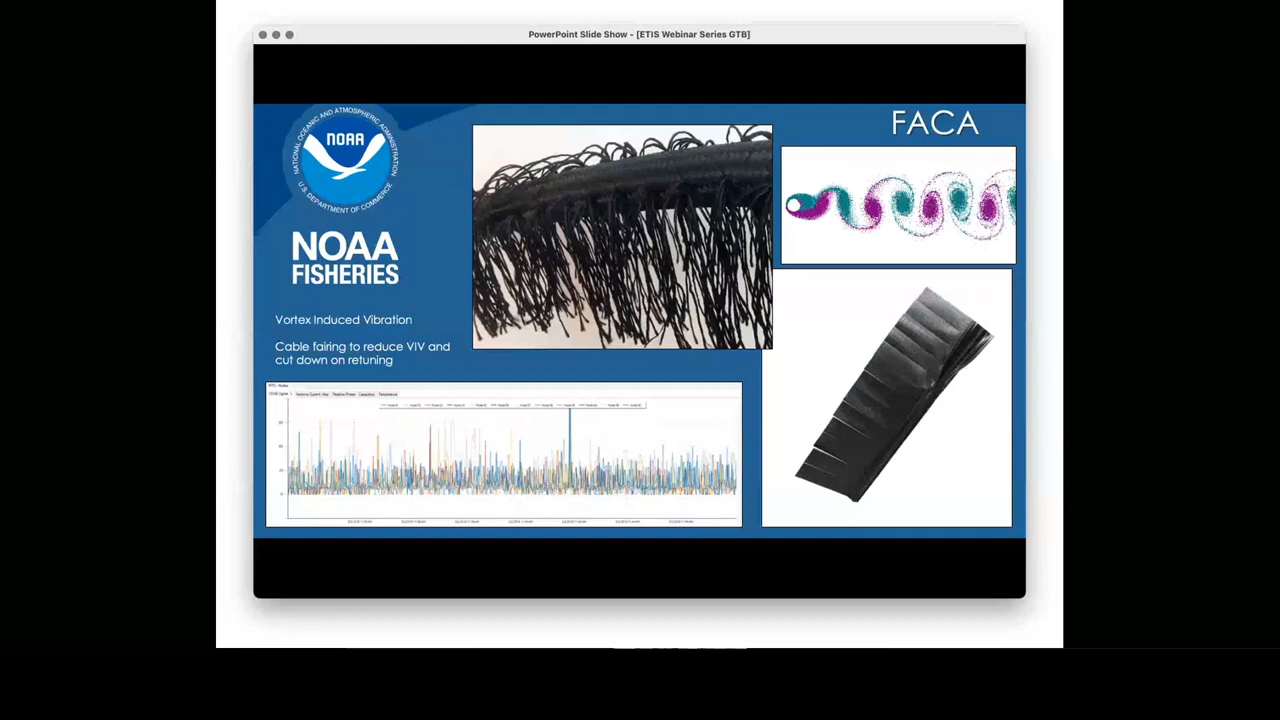 PowerPoint Slide Show - [ETIS Webinar Series GTB]
NATIONAL OCEANIC AND ATMOSPHERIC ADMINISTRATION
NOAA
U.S. DEPARTMENT OF COMMERCE
NOAA
FISHERIES
FACA
Vortex Induced Vibration
Cable fairing to reduce VIV and
cut down on retuning